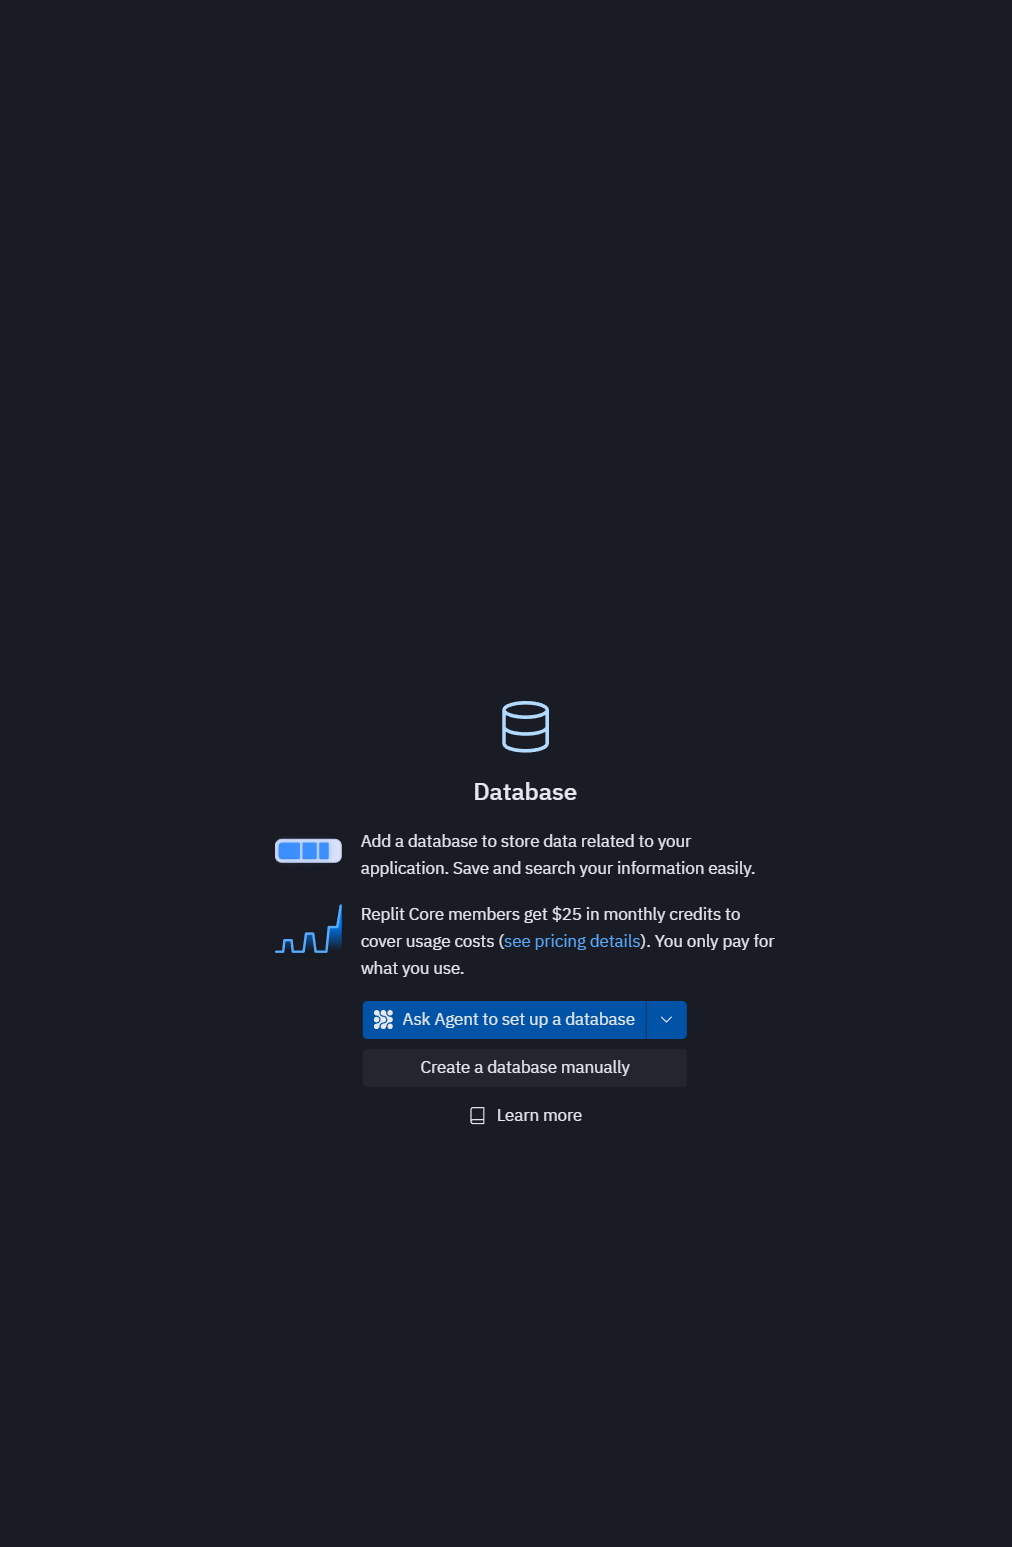 Database
Add a database to store data related to your
application. Save and search your information easily.
Replit Core members get $25 in monthly credits to
cover usage costs (see pricing details). You only pay for
what you use.
Ask Agent to set up a database
Create a database manually
Learn more